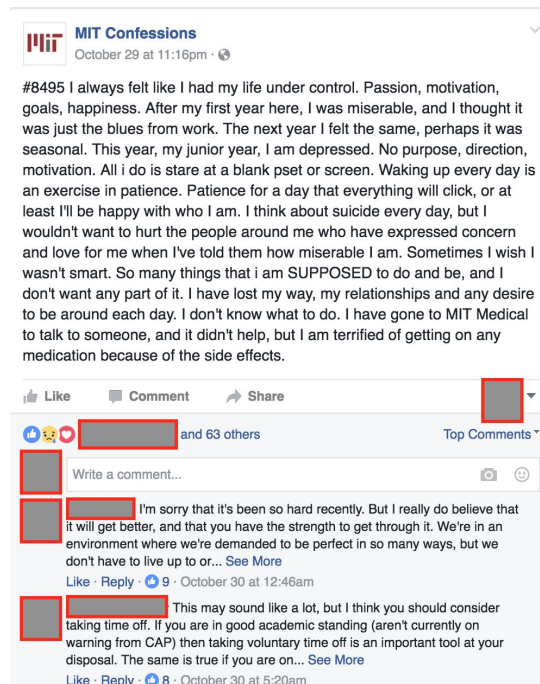 MIT Confessions
October 29 at 11:16pm ·
#8495 I always felt like I had my life under control. Passion, motivation,
goals, happiness. After my first year here, I was miserable, and I thought it
was just the blues from work. The next year I felt the same, perhaps it was
seasonal. This year, my junior year, I am depressed. No purpose, direction,
motivation. All i do is stare at a blank pset or screen. Waking up every day is
an exercise in patience. Patience for a day that everything will click, or at
least I'll be happy with who I am. I think about suicide every day, but I
wouldn't want to hurt the people around me who have expressed concern
and love for me when I've told them how miserable I am. Sometimes I wish I
wasn't smart. So many things that i am SUPPOSED to do and be, and I
don't want any part of it. I have lost my way, my relationships and any desire
to be around each day. I don't know what to do. I have gone to MIT Medical
to talk to someone, and it didn't help, but I am terrified of getting on any
medication because of the side effects.
Like Comment Share
and 63 others Top Comments
Write a comment...
I'm sorry that it's been so hard recently. But I really do believe that
it will get better, and that you have the strength to get through it. We're in an
environment where we're demanded to be perfect in so many ways, but we
don't have to live up to or... See More
Like · Reply · 9 · October 30 at 12:46am
This may sound like a lot, but I think you should consider
taking time off. If you are in good academic standing (aren't currently on
warning from CAP) then taking voluntary time off is an important tool at your
disposal. The same is true if you are on... See More
Like · Reply · 8 · October 30 at 5:20am